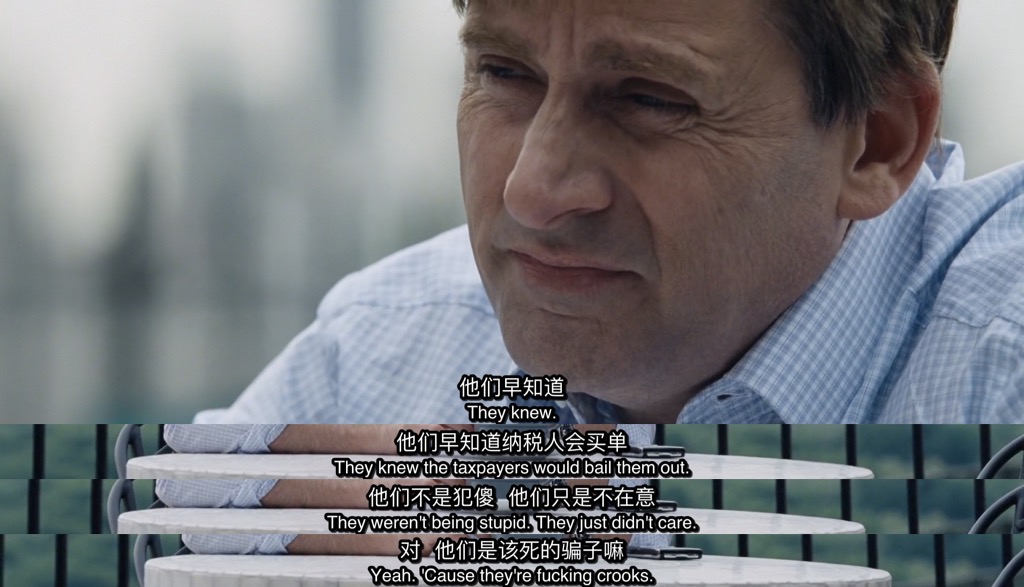 他们早知道
They knew.
他们早知道纳税人会买单
They knew the taxpayers would bail them out.
他们不是犯傻 他们只是不在意
They weren't being stupid. They just didn't care.
对 他们是该死的骗子嘛
Yeah. 'Cause they're fucking crooks.